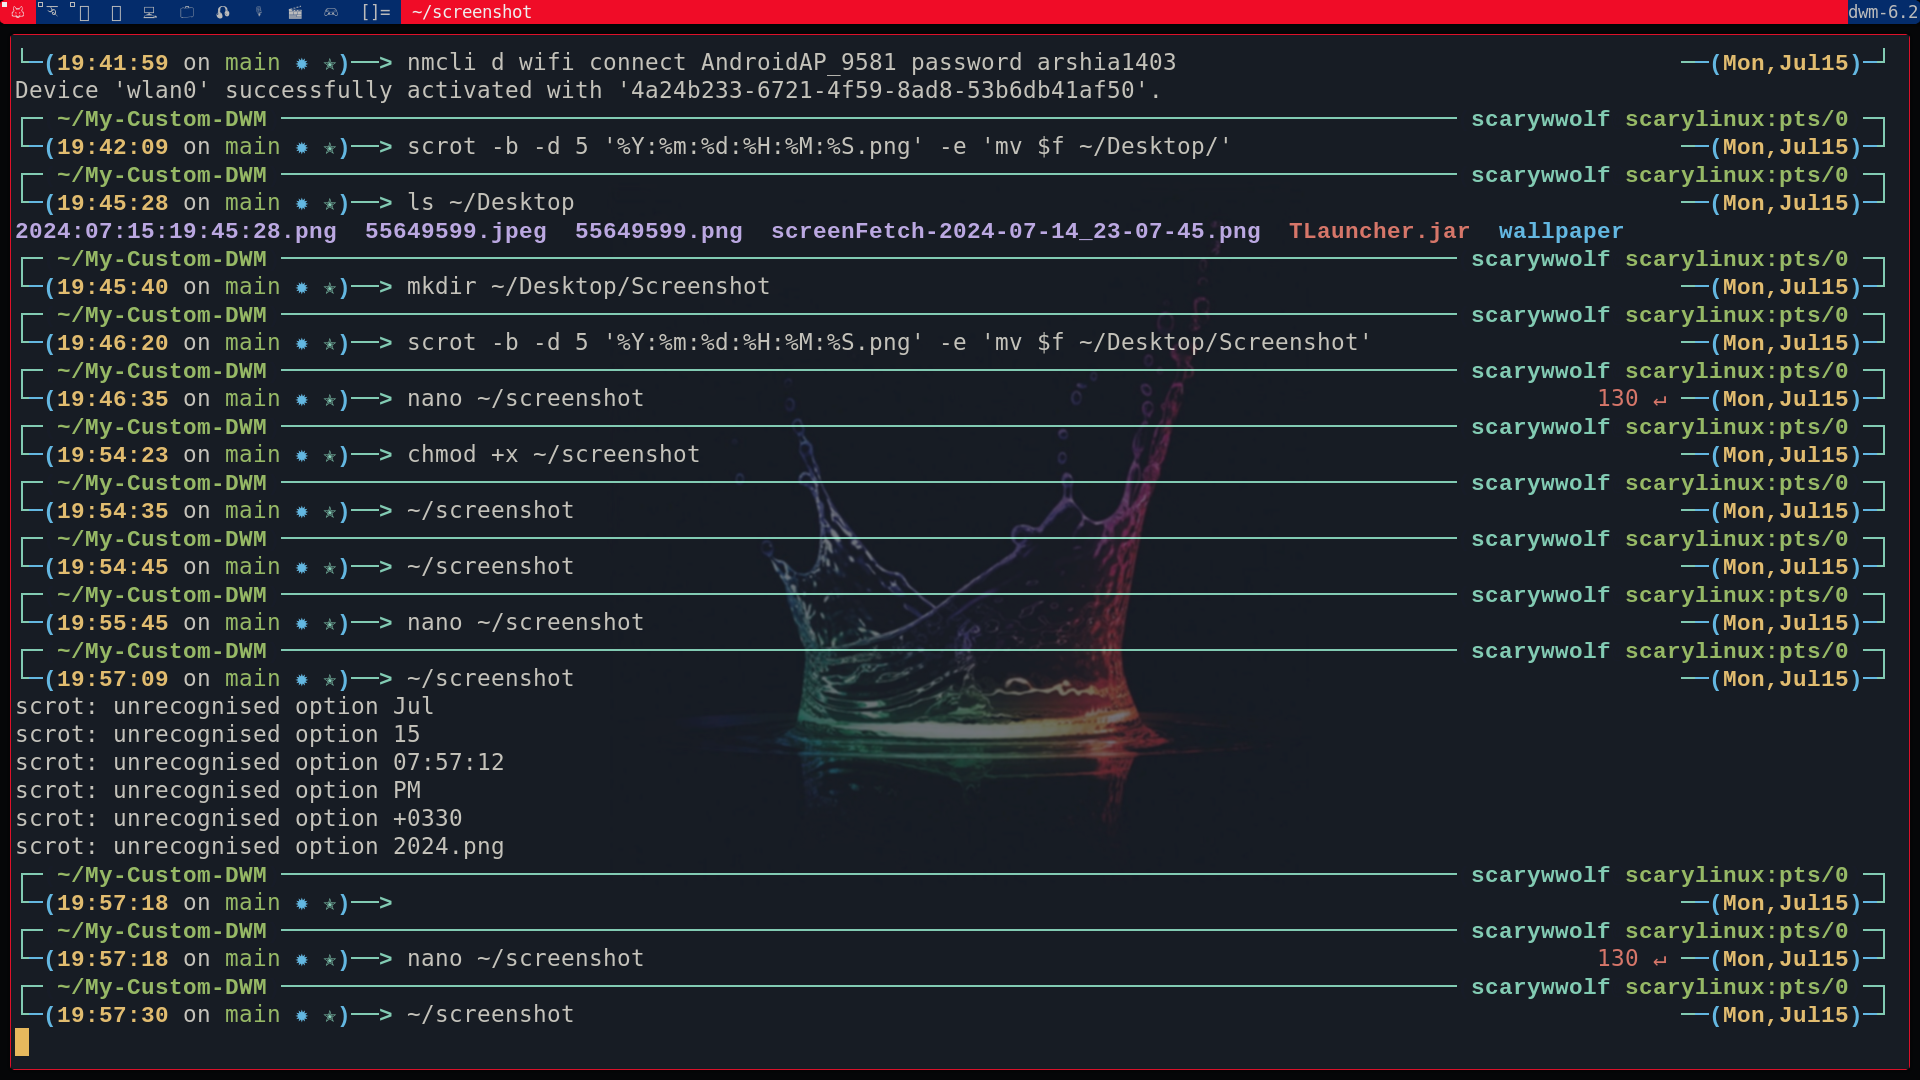 []= ~/screenshot dwm-6.2
(19:41:59 on main ✹ ✭)──> nmcli d wifi connect AndroidAP_9581 password arshia1403 ──(Mon,Jul15)─┘
Device 'wlan0' successfully activated with '4a24b233-6721-4f59-8ad8-53b6db41af50'.
~/My-Custom-DWM scarywwolf scarylinux:pts/0
(19:42:09 on main ✹ ✭)──> scrot -b -d 5 '%Y:%m:%d:%H:%M:%S.png' -e 'mv $f ~/Desktop/' ──(Mon,Jul15)─┘
~/My-Custom-DWM scarywwolf scarylinux:pts/0
(19:45:28 on main ✹ ✭)──> ls ~/Desktop ──(Mon,Jul15)─┘
2024:07:15:19:45:28.png 55649599.jpeg 55649599.png screenFetch-2024-07-14_23-07-45.png TLauncher.jar wallpaper
~/My-Custom-DWM scarywwolf scarylinux:pts/0
(19:45:40 on main ✹ ✭)──> mkdir ~/Desktop/Screenshot ──(Mon,Jul15)─┘
~/My-Custom-DWM scarywwolf scarylinux:pts/0
(19:46:20 on main ✹ ✭)──> scrot -b -d 5 '%Y:%m:%d:%H:%M:%S.png' -e 'mv $f ~/Desktop/Screenshot' ──(Mon,Jul15)─┘
~/My-Custom-DWM scarywwolf scarylinux:pts/0
(19:46:35 on main ✹ ✭)──> nano ~/screenshot 130 ↵ ──(Mon,Jul15)─┘
~/My-Custom-DWM scarywwolf scarylinux:pts/0
(19:54:23 on main ✹ ✭)──> chmod +x ~/screenshot ──(Mon,Jul15)─┘
~/My-Custom-DWM scarywwolf scarylinux:pts/0
(19:54:35 on main ✹ ✭)──> ~/screenshot ──(Mon,Jul15)─┘
~/My-Custom-DWM scarywwolf scarylinux:pts/0
(19:54:45 on main ✹ ✭)──> ~/screenshot ──(Mon,Jul15)─┘
~/My-Custom-DWM scarywwolf scarylinux:pts/0
(19:55:45 on main ✹ ✭)──> nano ~/screenshot ──(Mon,Jul15)─┘
~/My-Custom-DWM scarywwolf scarylinux:pts/0
(19:57:09 on main ✹ ✭)──> ~/screenshot ──(Mon,Jul15)─┘
scrot: unrecognised option Jul
scrot: unrecognised option 15
scrot: unrecognised option 07:57:12
scrot: unrecognised option PM
scrot: unrecognised option +0330
scrot: unrecognised option 2024.png
~/My-Custom-DWM scarywwolf scarylinux:pts/0
(19:57:18 on main ✹ ✭)──> ──(Mon,Jul15)─┘
~/My-Custom-DWM scarywwolf scarylinux:pts/0
(19:57:18 on main ✹ ✭)──> nano ~/screenshot 130 ↵ ──(Mon,Jul15)─┘
~/My-Custom-DWM scarywwolf scarylinux:pts/0
(19:57:30 on main ✹ ✭)──> ~/screenshot ──(Mon,Jul15)─┘